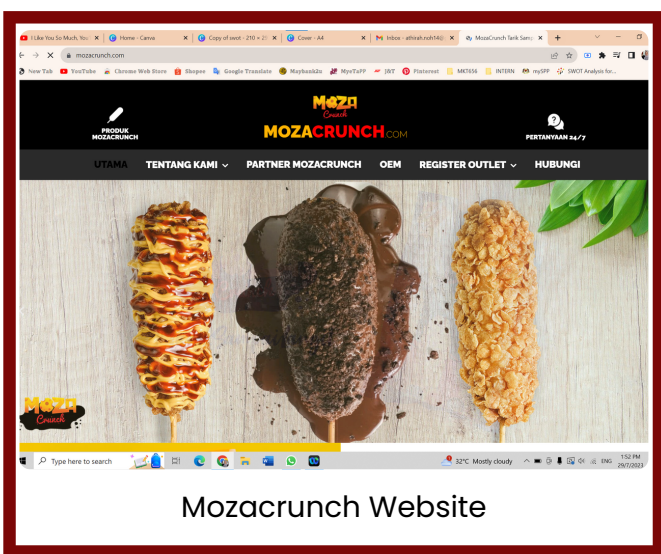 I Like You So Much, You
Home - Canva
Copy of swot - 210 × 297
Cover - A4
Inbox - athirah.noh14@
MozaCrunch Tarik Samp
mozacrunch.com
New Tab
YouTube
Chrome Web Store
Shopee
Google Translate
Maybank2u
MyeTaPP
J&T
Pinterest
MKT656
INTERN
mySPP
SWOT Analysis for...
MOZA
Crunch
MOZACRUNCH.COM
PRODUK
MOZACRUNCH
PERTANYAAN 24/7
UTAMA
TENTANG KAMI
PARTNER MOZACRUNCH
OEM
REGISTER OUTLET
HUBUNGI
MOZA
Crunch
Type here to search
32°C Mostly cloudy
ENG
1:52 PM
29/7/2023
Mozacrunch Website